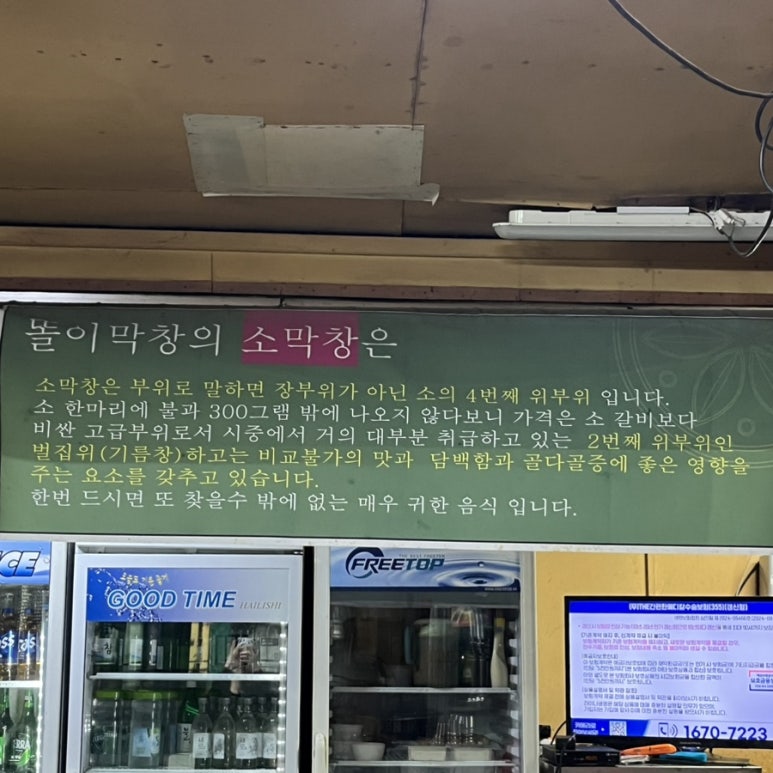 똘이막창의 소막창은
소막창은 부위로 말하면 장부위가 아닌 소의 4번째 위부위 입니다.
소 한마리에 불과 300그램 밖에 나오지 않다보니 가격은 소 갈비보다
비싼 고급부위로서 시중에서 거의 대부분 취급하고 있는 2번째 위부위인
벌집위(기름창)하고는 비교불가의 맛과 담백함과 골다골중에 좋은 영향을
주는 요소를 갖추고 있습니다.
한번 드시면 또 찾을수 밖에 없는 매우 귀한 음식 입니다.
GOOD TIME HAILISHI
FREETOP
1670-7223